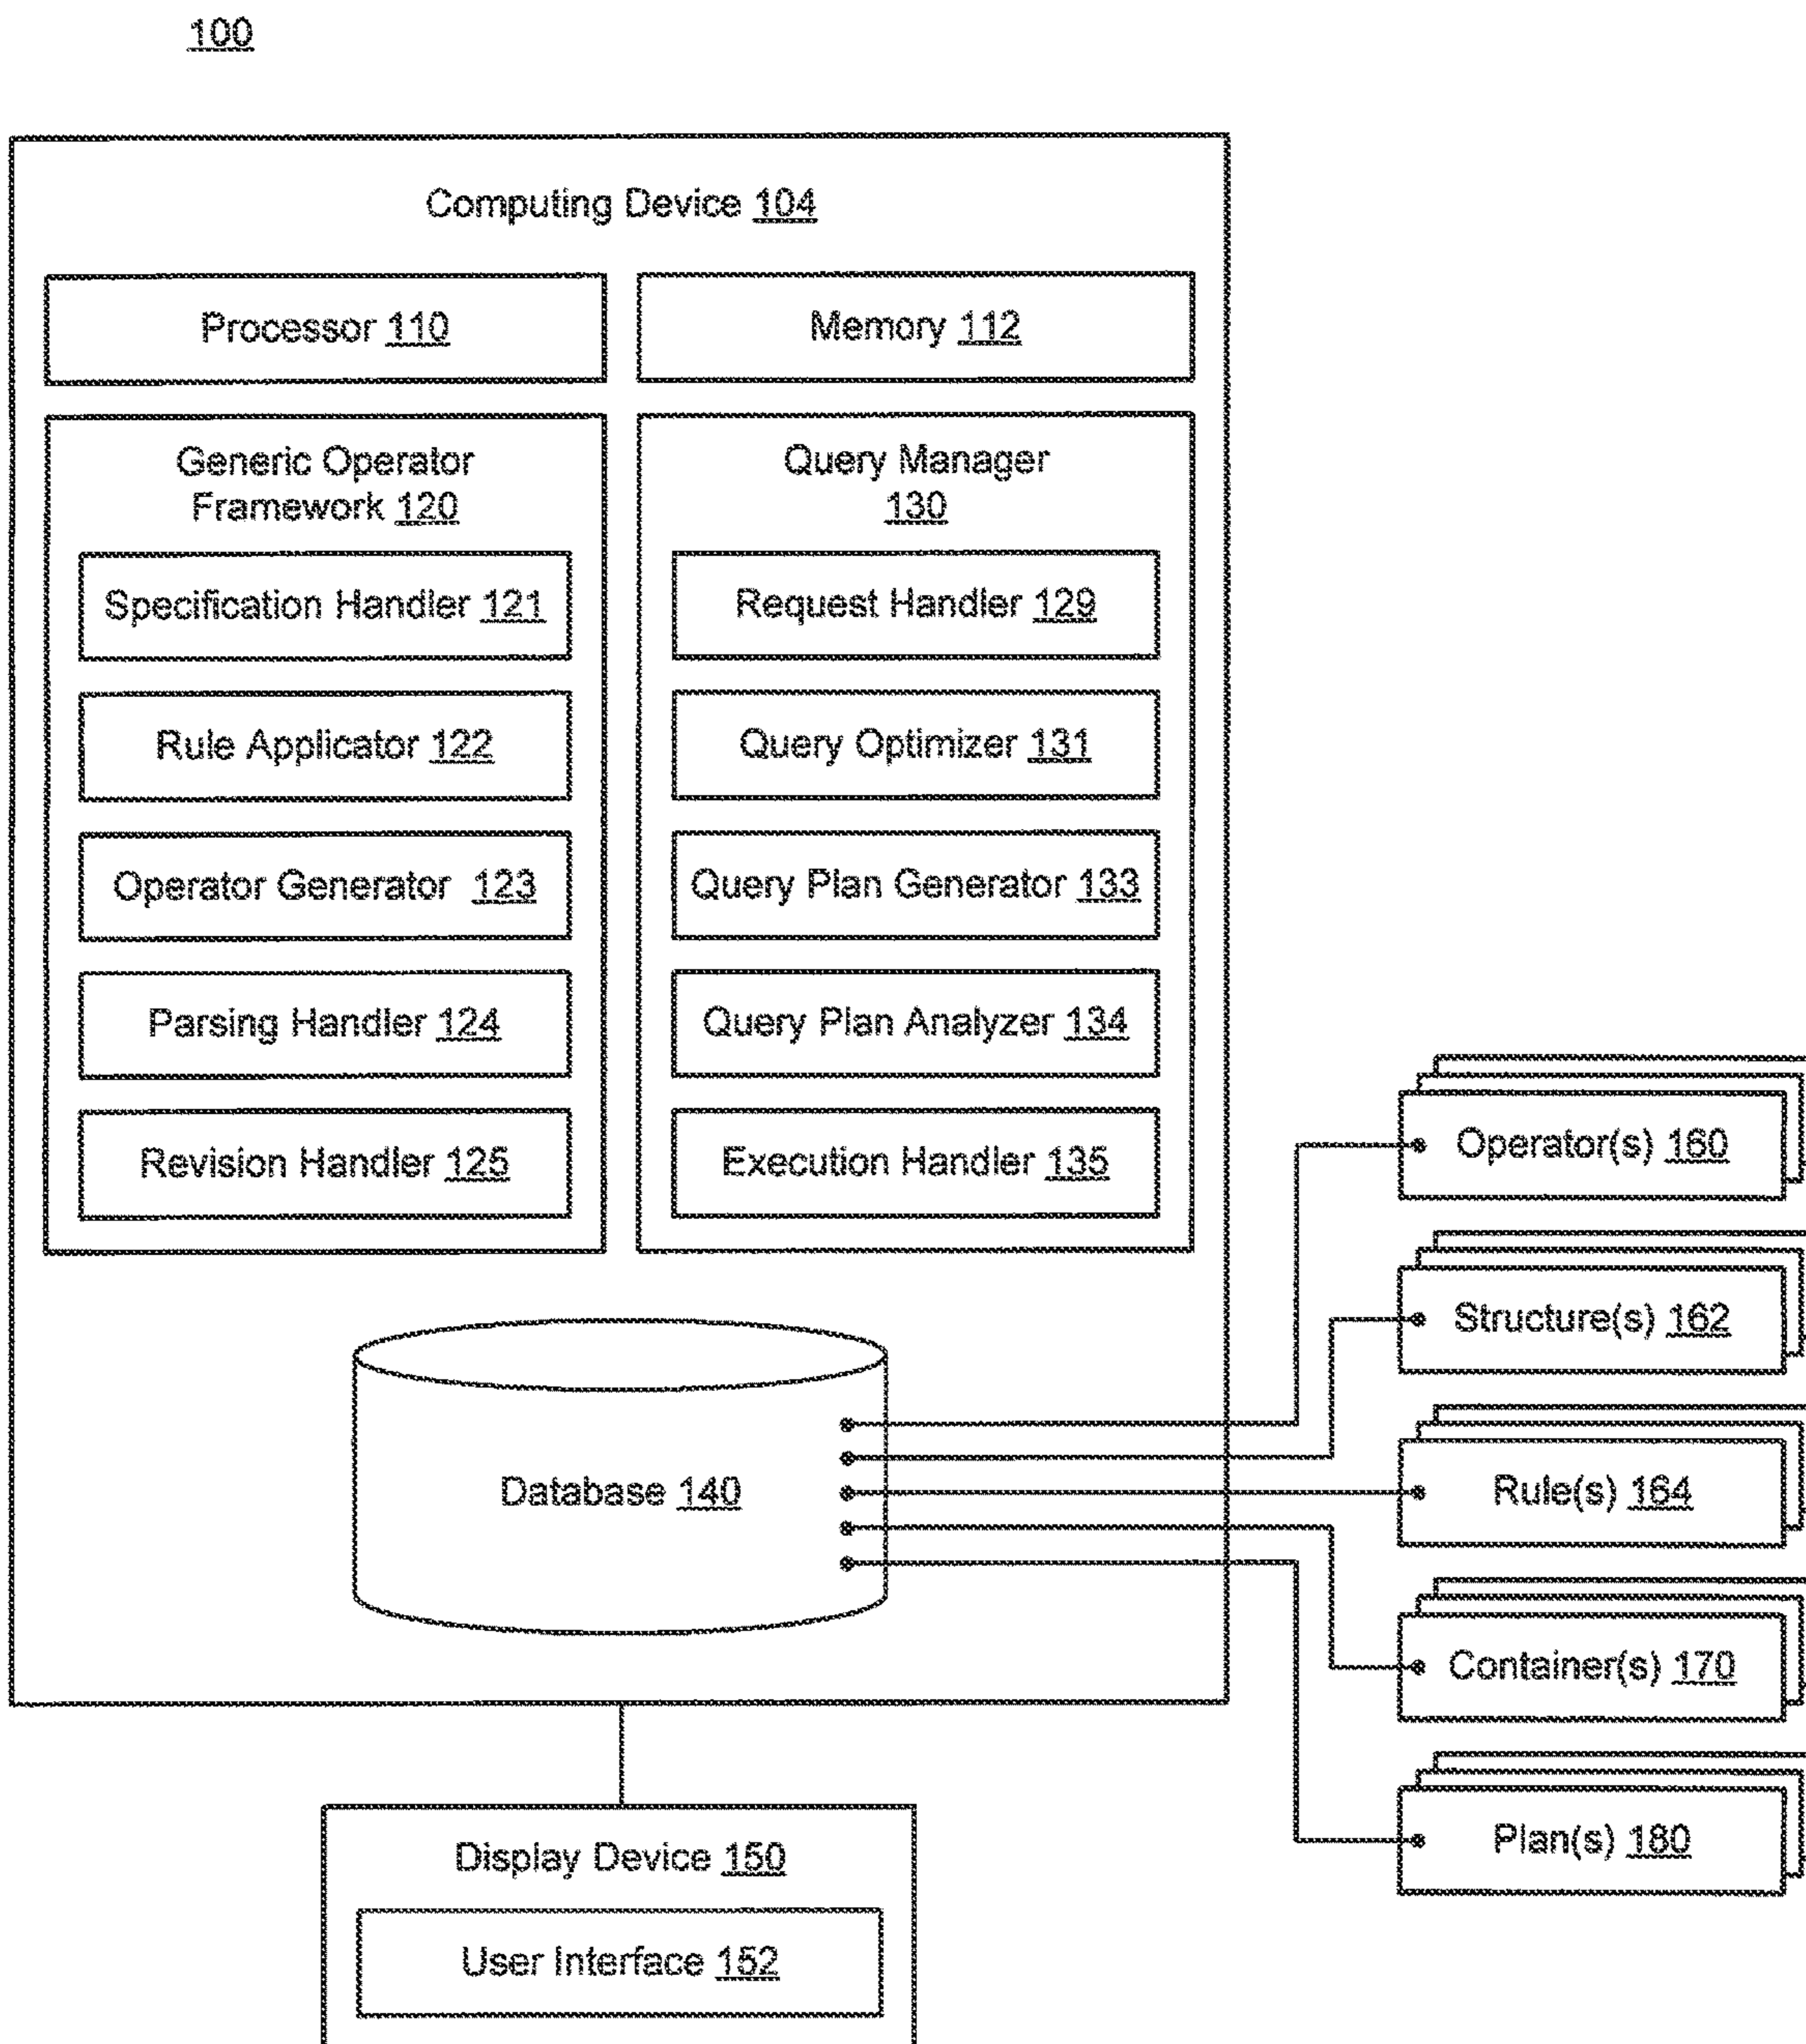 100
Computing Device 104
Processor 110
Memory 112
Generic Operator
Framework 120
Specification Handler 121
Rule Applicator 122
Operator Generator 123
Parsing Handler 124
Revision Handler 125
Query Manager
130
Request Handler 129
Query Optimizer 131
Query Plan Generator 133
Query Plan Analyzer 134
Execution Handler 135
Database 140
Operator(s) 160
Structure(s) 162
Rule(s) 164
Container(s) 170
Plan(s) 180
Display Device 150
User Interface 152